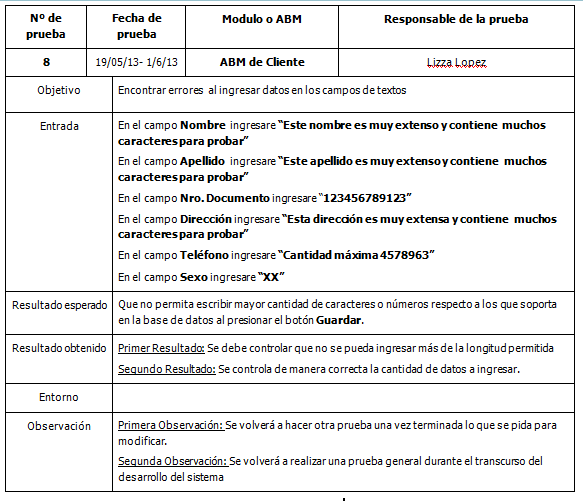 Nº de prueba
Fecha de prueba
Modulo o ABM
Responsable de la prueba
8
19/05/13- 1/6/13
ABM de Cliente
Lizza Lopez
Objetivo
Encontrar errores al ingresar datos en los campos de textos
Entrada
En el campo Nombre ingresare “Este nombre es muy extenso y contiene muchos
caracteres para probar”
En el campo Apellido ingresare “Este apellido es muy extenso y contiene muchos
caracteres para probar”
En el campo Nro. Documento ingresare “123456789123”
En el campo Dirección ingresare “Esta dirección es muy extensa y contiene muchos
caracteres para probar”
En el campo Teléfono ingresare “Cantidad máxima 4578963”
En el campo Sexo ingresare “XX”
Resultado esperado
Que no permita escribir mayor cantidad de caracteres o números respecto a los que soporta
en la base de datos al presionar el botón Guardar.
Resultado obtenido
Primer Resultado: Se debe controlar que no se pueda ingresar más de la longitud permitida
Segundo Resultado: Se controla de manera correcta la cantidad de datos a ingresar.
Entorno
Observación
Primera Observación: Se volverá a hacer otra prueba una vez terminada lo que se pida para
modificar.
Segunda Observación: Se volverá a realizar una prueba general durante el transcurso del
desarrollo del sistema